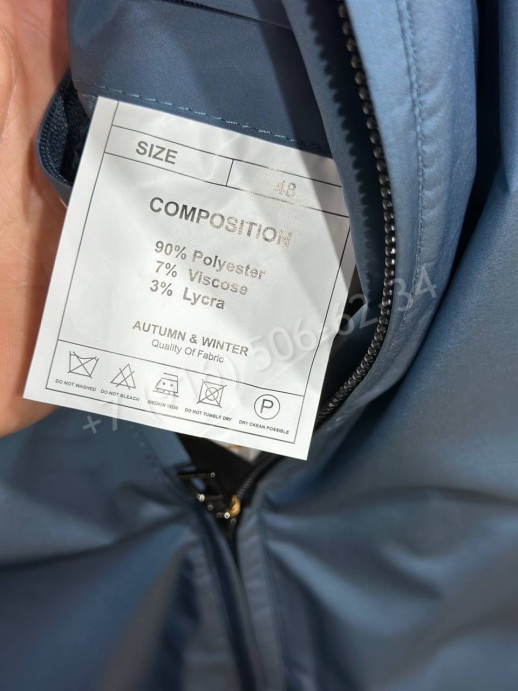 SIZE
48
COMPOSITION
90% Polyester
7% Viscose
3% Lycra
AUTUMN & WINTER
Quality Of Fabric
P
DO NOT WASHED
DO NOT BLEACH
MEDIUM IRON
DO NOT TUMBLE DRY
DRY CKEAN POSSIBLE